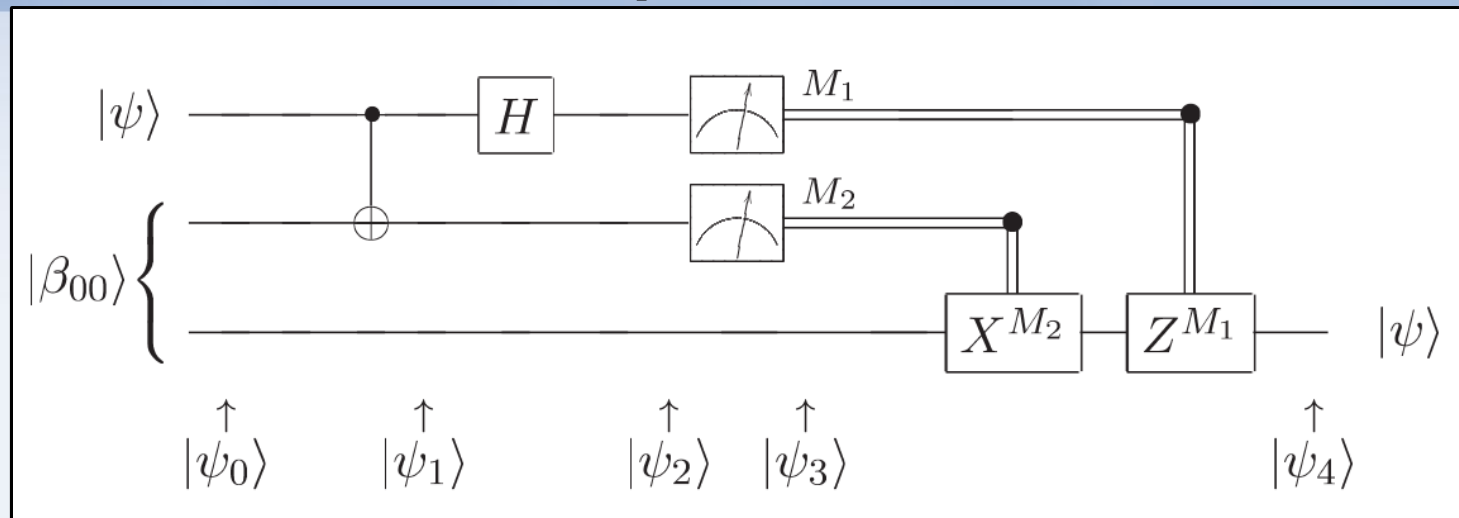 |ψ⟩ H M₁
M₂
|β₀₀⟩
X^{M₂} Z^{M₁} |ψ⟩
↑ ↑ ↑ ↑ ↑
|ψ₀⟩ |ψ₁⟩ |ψ₂⟩ |ψ₃⟩ |ψ₄⟩